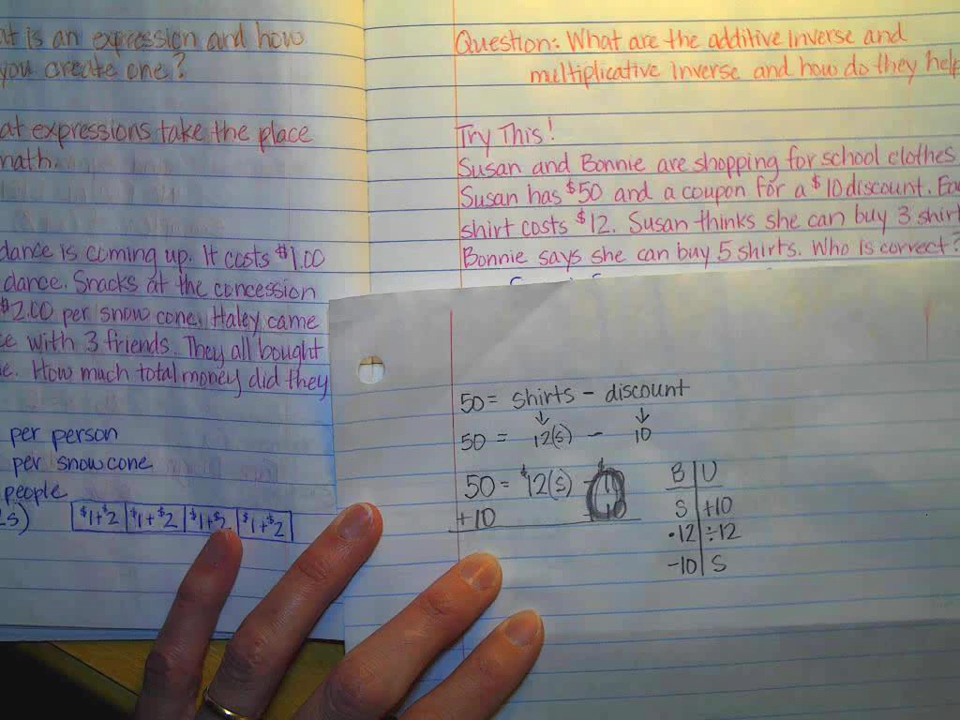 at is an expression and how
you create one?
at expressions take the place
math.
dance is coming up. It costs $1.00
dance. Snacks at the concession
$2.00 per snow cone. Haley came
with 3 friends. They all bought
How much total money did they
per person
per snow cone
people
s) $1+$2 $1+$2 $1+$2 $1+$2
Question: What are the additive inverse and
multiplicative inverse and how do they help
Try This!
Susan and Bonnie are shopping for school clothes
Susan has $50 and a coupon for a $10 discount. Ea
shirt costs $12. Susan thinks she can buy 3 shirt
Bonnie says she can buy 5 shirts. Who is correct?
50 = shirts - discount
↓ ↓
50 = 12(s) - 10
50 = $12(s) -
+10
B U
S +10
·12 ÷12
-10 S